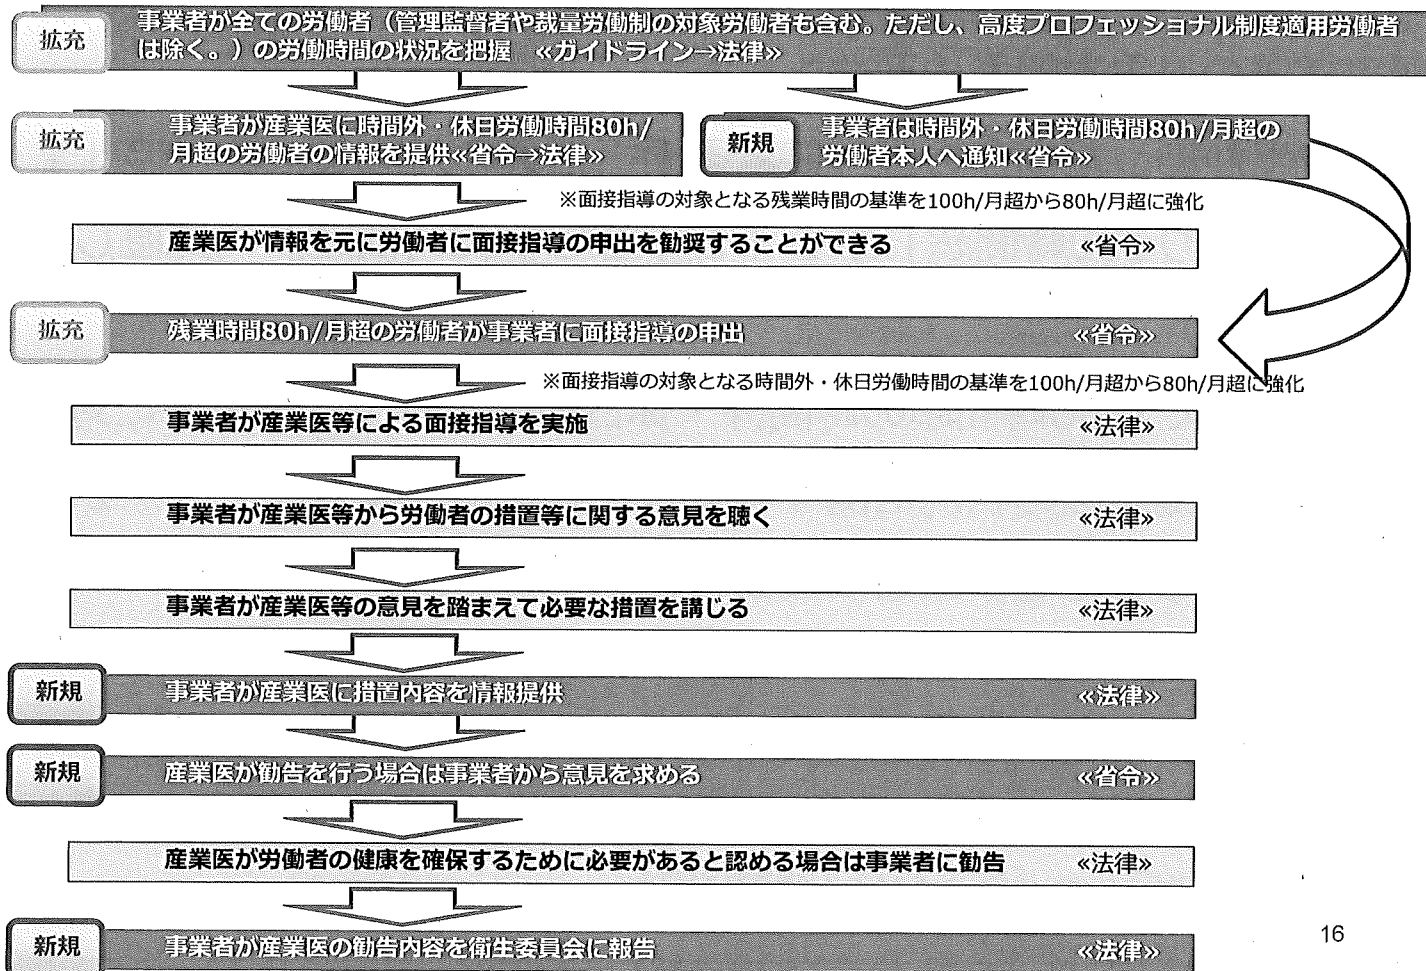 拡充
事業者が全ての労働者（管理監督者や裁量労働制の対象労働者も含む。ただし、高度プロフェッショナル制度適用労働者
は除く。）の労働時間の状況を把握　≪ガイドライン→法律≫
拡充
事業者が産業医に時間外・休日労働時間80h/
月超の労働者の情報を提供≪省令→法律≫
新規
事業者は時間外・休日労働時間80h/月超の
労働者本人へ通知≪省令≫
※面接指導の対象となる残業時間の基準を100h/月超から80h/月超に強化
産業医が情報を元に労働者に面接指導の申出を勧奨することができる　≪省令≫
拡充
残業時間80h/月超の労働者が事業者に面接指導の申出　≪省令≫
※面接指導の対象となる時間外・休日労働時間の基準を100h/月超から80h/月超に強化
事業者が産業医等による面接指導を実施　≪法律≫
事業者が産業医等から労働者の措置等に関する意見を聴く　≪法律≫
事業者が産業医等の意見を踏まえて必要な措置を講じる　≪法律≫
新規
事業者が産業医に措置内容を情報提供　≪法律≫
新規
産業医が勧告を行う場合は事業者から意見を求める　≪省令≫
産業医が労働者の健康を確保するために必要があると認める場合は事業者に勧告　≪法律≫
新規
事業者が産業医の勧告内容を衛生委員会に報告　≪法律≫
16